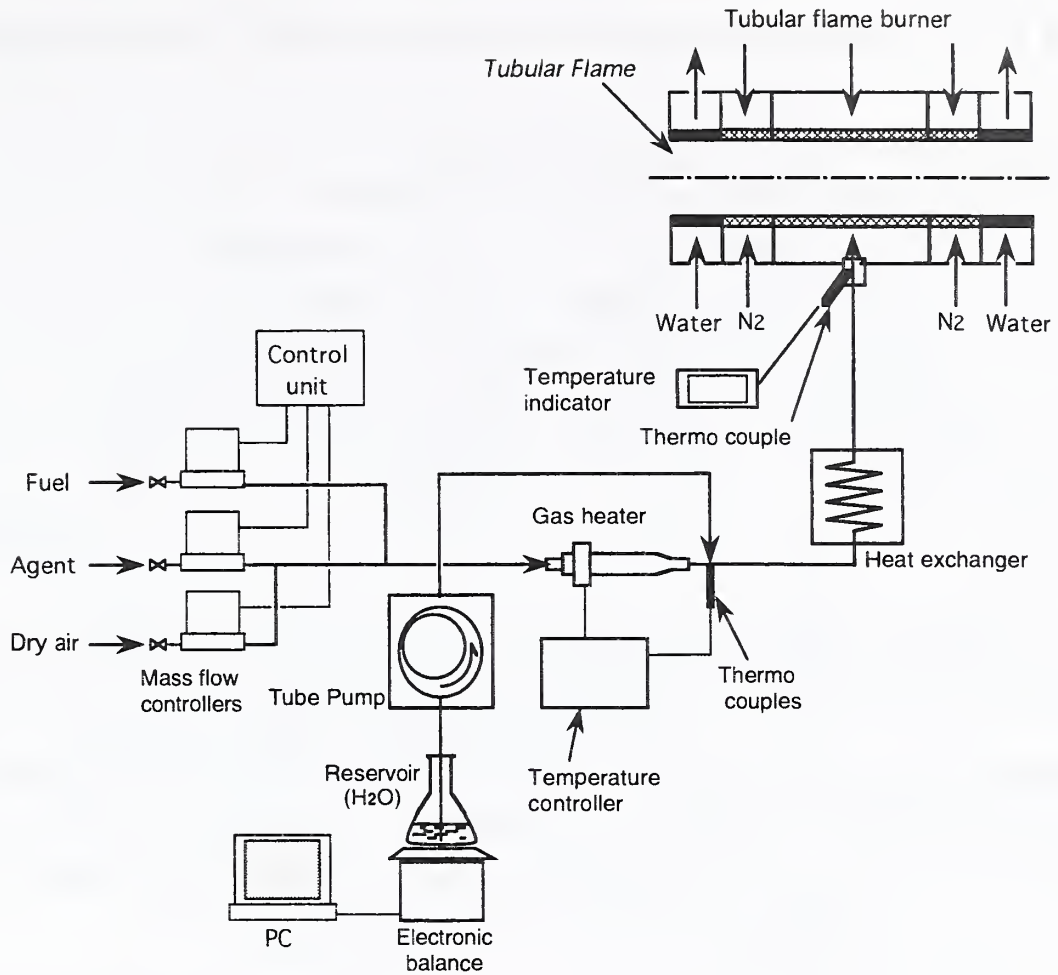 Tubular flame burner
Tubular Flame
Water
N2
N2
Water
Control
unit
Temperature
indicator
Thermo couple
Fuel
Gas heater
Agent
Heat exchanger
Dry air
Mass flow
controllers
Tube Pump
Thermo
couples
Reservoir
(H2O)
Temperature
controller
PC
Electronic
balance